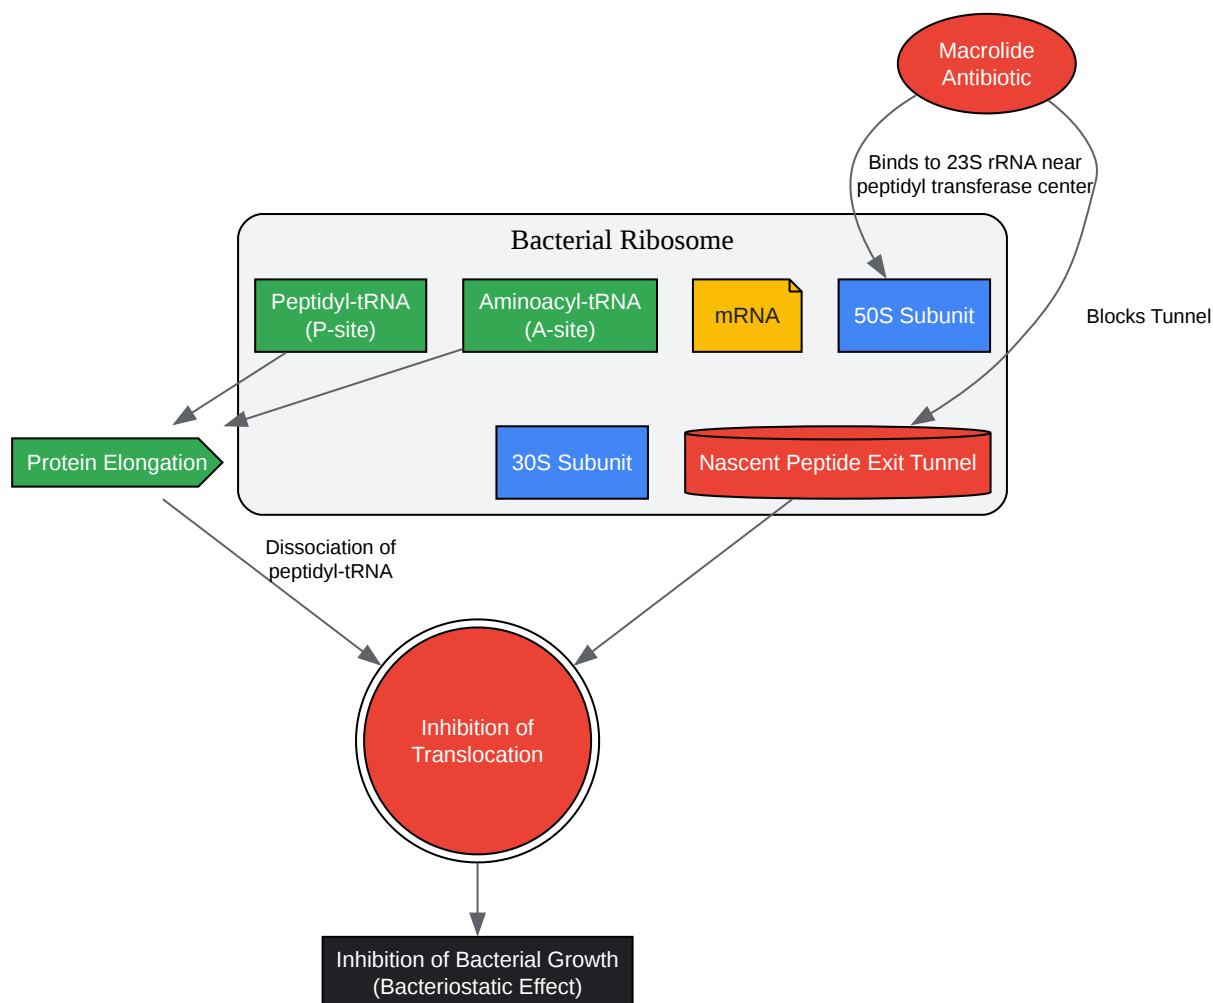 Macrolide
Antibiotic
Binds to 23S rRNA near
peptidyl transferase center
Bacterial Ribosome
Peptidyl-tRNA
(P-site)
Aminoacyl-tRNA
(A-site)
mRNA
50S Subunit
Blocks Tunnel
Protein Elongation
30S Subunit
Nascent Peptide Exit Tunnel
Dissociation of
peptidyl-tRNA
Inhibition of
Translocation
Inhibition of Bacterial Growth
(Bacteriostatic Effect)